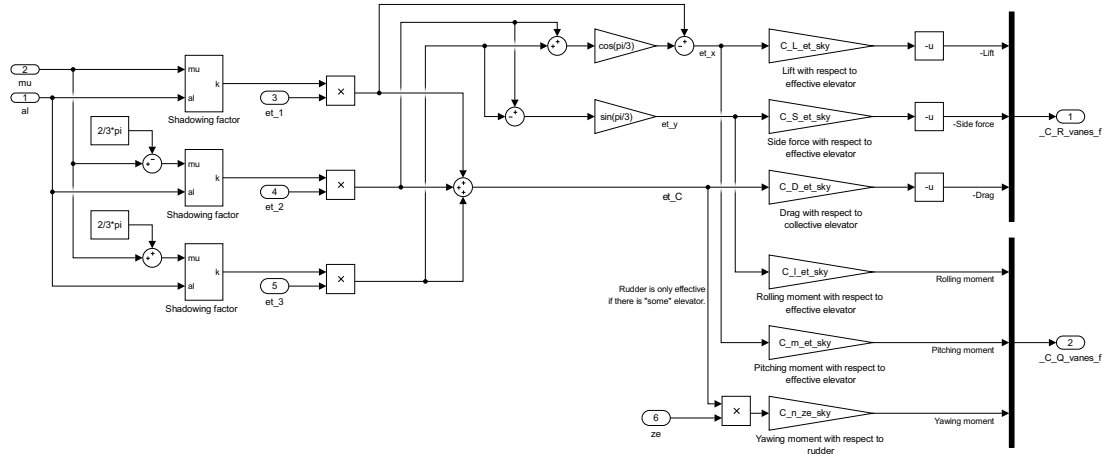 2
mu
1
al
mu
al
k
Shadowing factor
3
et_1
×
2/3*pi
mu
al
k
Shadowing factor
4
et_2
×
2/3*pi
mu
al
k
Shadowing factor
5
et_3
×
cos(pi/3)
sin(pi/3)
et_x
et_y
et_C
C_L_et_sky
Lift with respect to
effective elevator
-u
-Lift
C_S_et_sky
Side force with respect to
effective elevator
-u
-Side force
C_D_et_sky
Drag with respect to
collective elevator
-u
-Drag
1
_C_R_vanes_f
C_l_et_sky
Rolling moment with respect to
effective elevator
Rolling moment
Rudder is only effective
if there is "some" elevator.
C_m_et_sky
Pitching moment with respect to
effective elevator
Pitching moment
2
_C_Q_vanes_f
6
ze
×
C_n_ze_sky
Yawing moment with respect to
rudder
Yawing moment